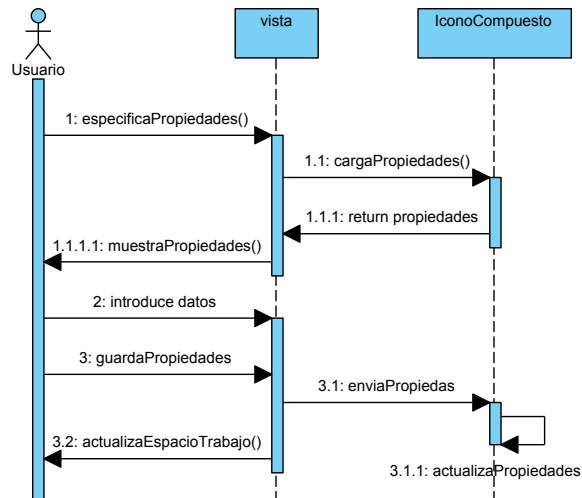 vista
IconoCompuesto
Usuario
1: especificaPropiedades()
1.1: cargaPropiedades()
1.1.1: return propiedades
1.1.1.1: muestraPropiedades()
2: introduce datos
3: guardaPropiedades
3.1: enviaPropiedas
3.2: actualizaEspacioTrabajo()
3.1.1: actualizaPropiedades